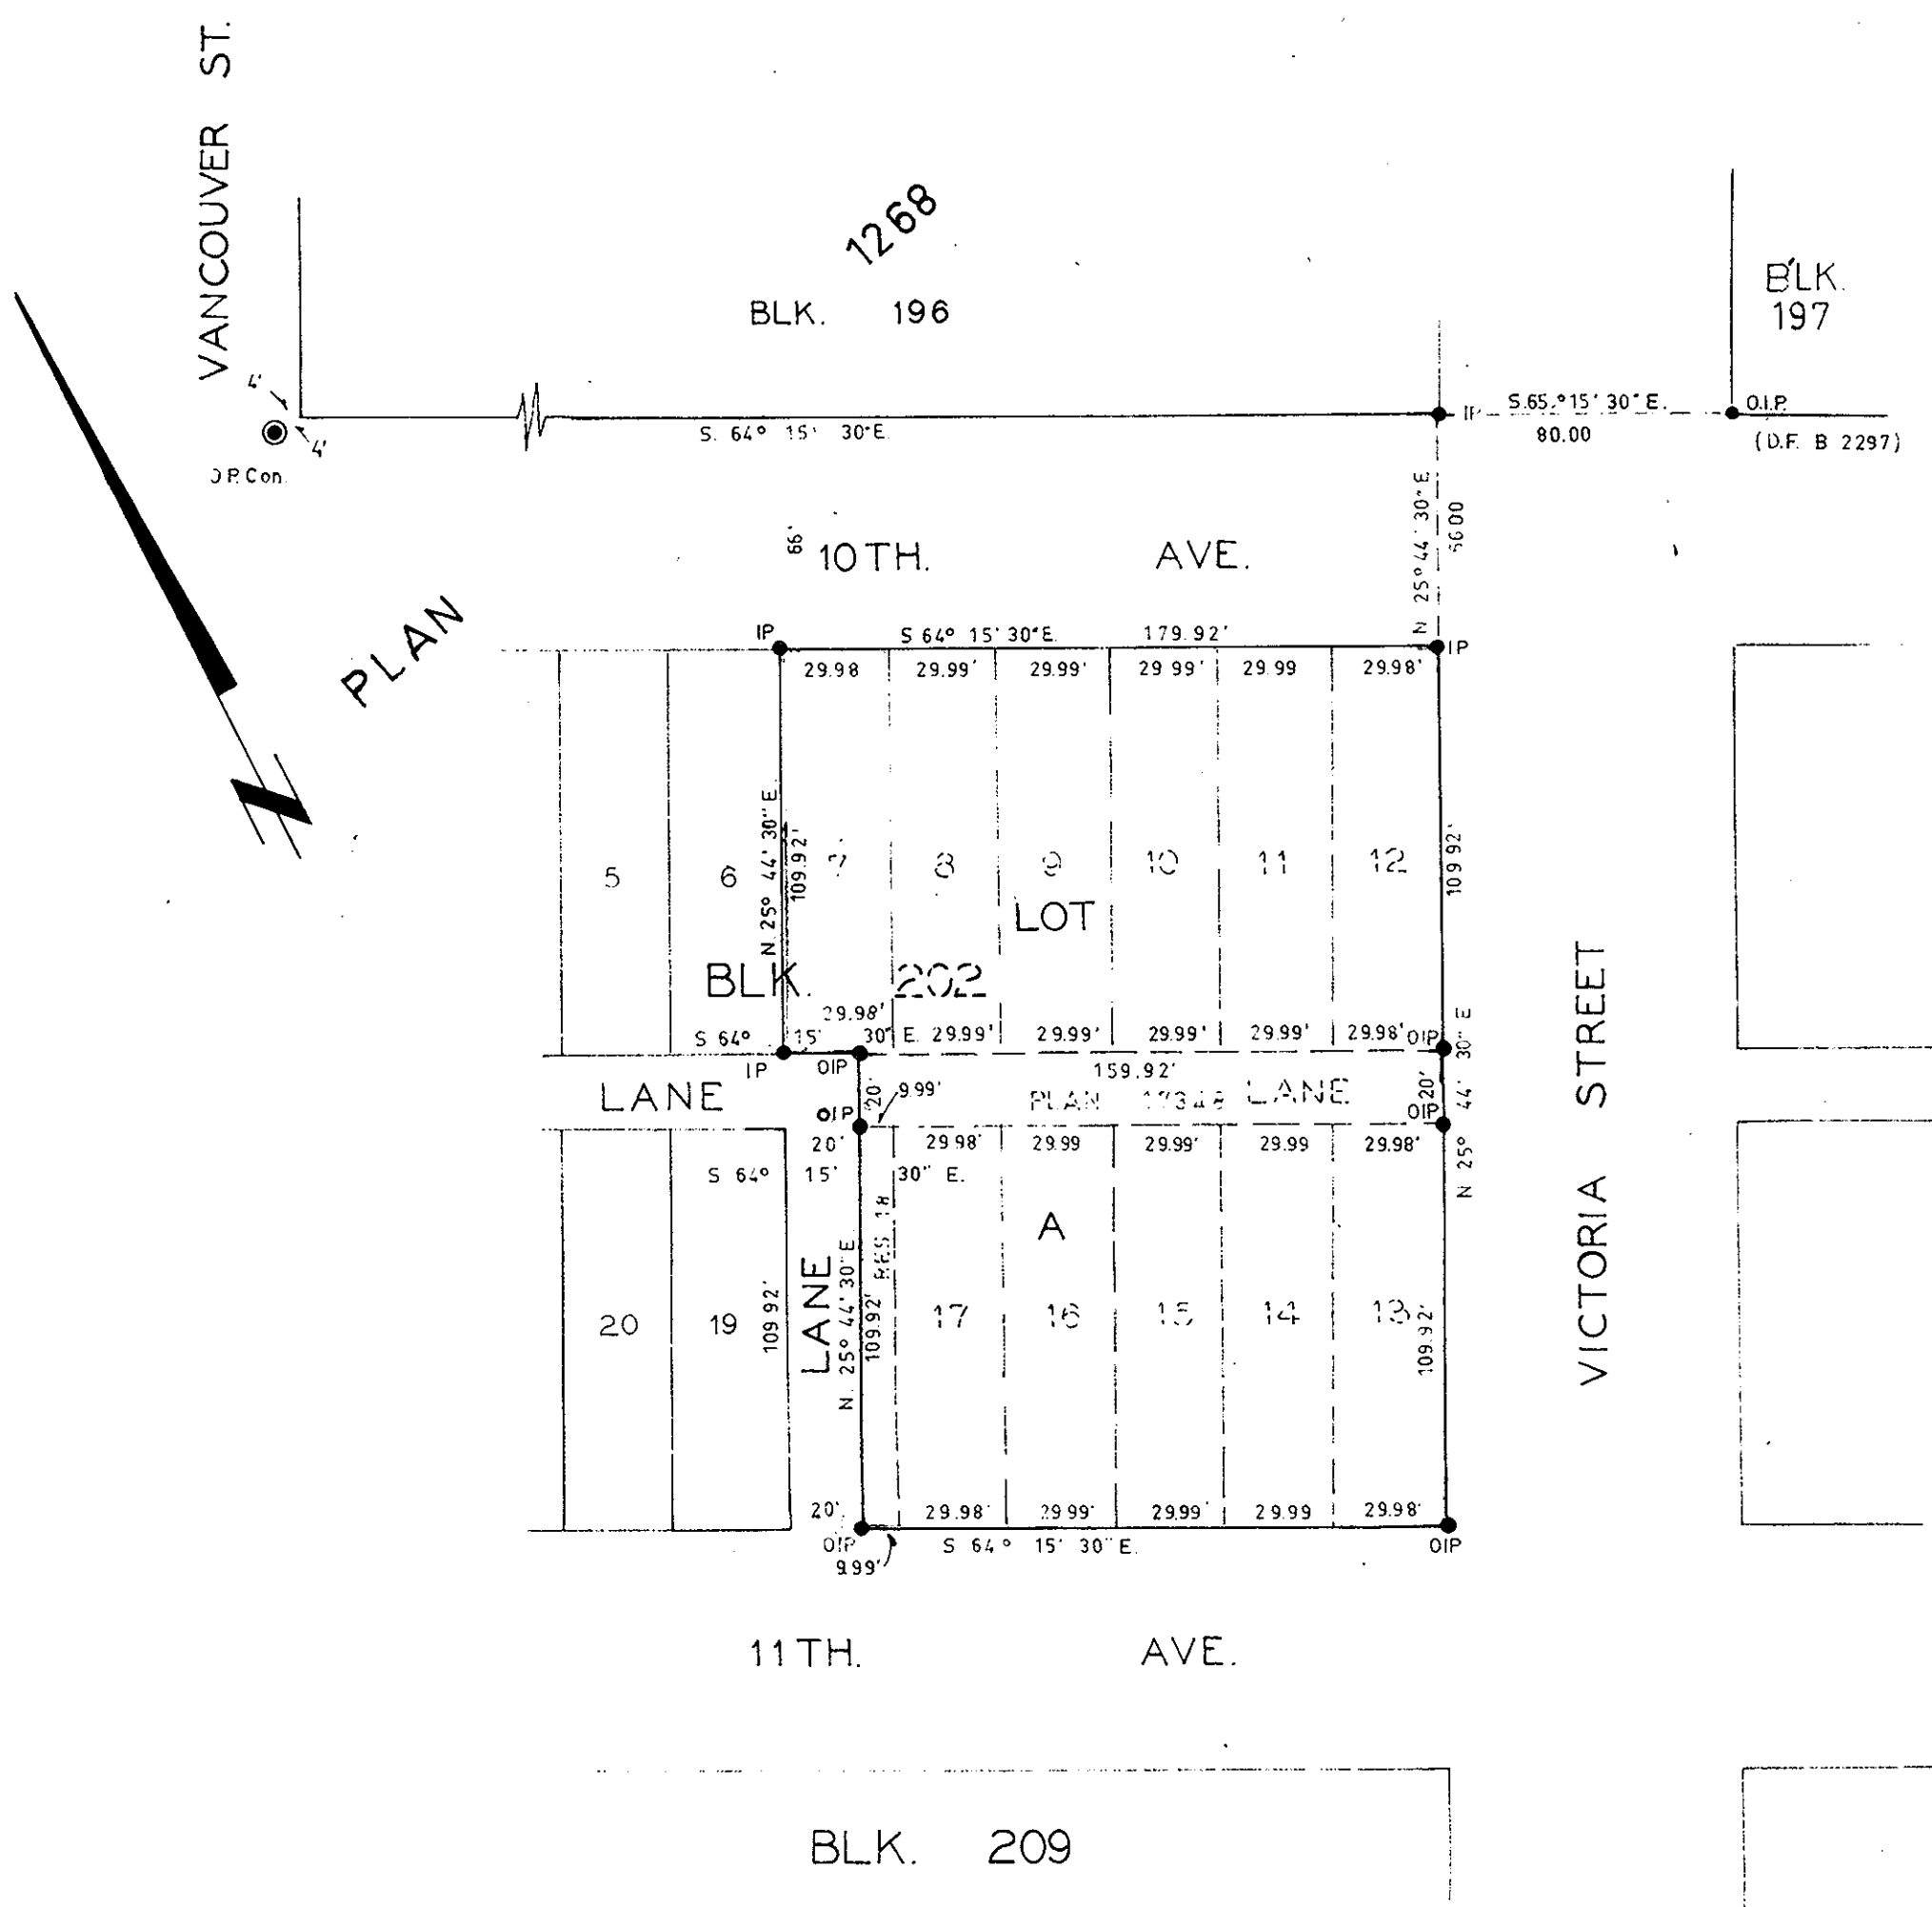 VANCOUVER ST.
1268
BLK. 196
B'LK.
197
4'
4'
S. 64° 15' 30"E.
IP
S.65.°15' 30"E.
80.00
O.I.P.
(D.F. B 2297)
N 25° 44' 30"E.
66'
10TH. AVE.
PLAN
N
IP
S 64° 15' 30"E.
179.92'
IP
29.98
29.99'
29.99'
29 99'
29.99
29.98'
N. 25° 44' 30" E.
109.92'
109 92'
5
6
7
8
9
10
11
12
LOT
BLK. 202
29.98'
S 64° 15' 30" E.
29.99'
29.99'
29.99'
29.99'
29.98'
OIP
IP
OIP
159.92'
LANE
20'
9.99'
PLAN
LANE
20'
N 25° 44' 30" E
OIP
OIP
20'
29.98'
29.99
29.99'
29.99
29.98'
S 64° 15' 30" E.
A
LANE
N. 25° 44' 30" E
109 92'
109.92'
109.92'
20
19
17
16
15
14
13
VICTORIA STREET
20'
29.98'
29.99'
29.99'
29.99
29.98'
OIP
9.99'
S 64° 15' 30" E.
OIP
11TH. AVE.
BLK. 209